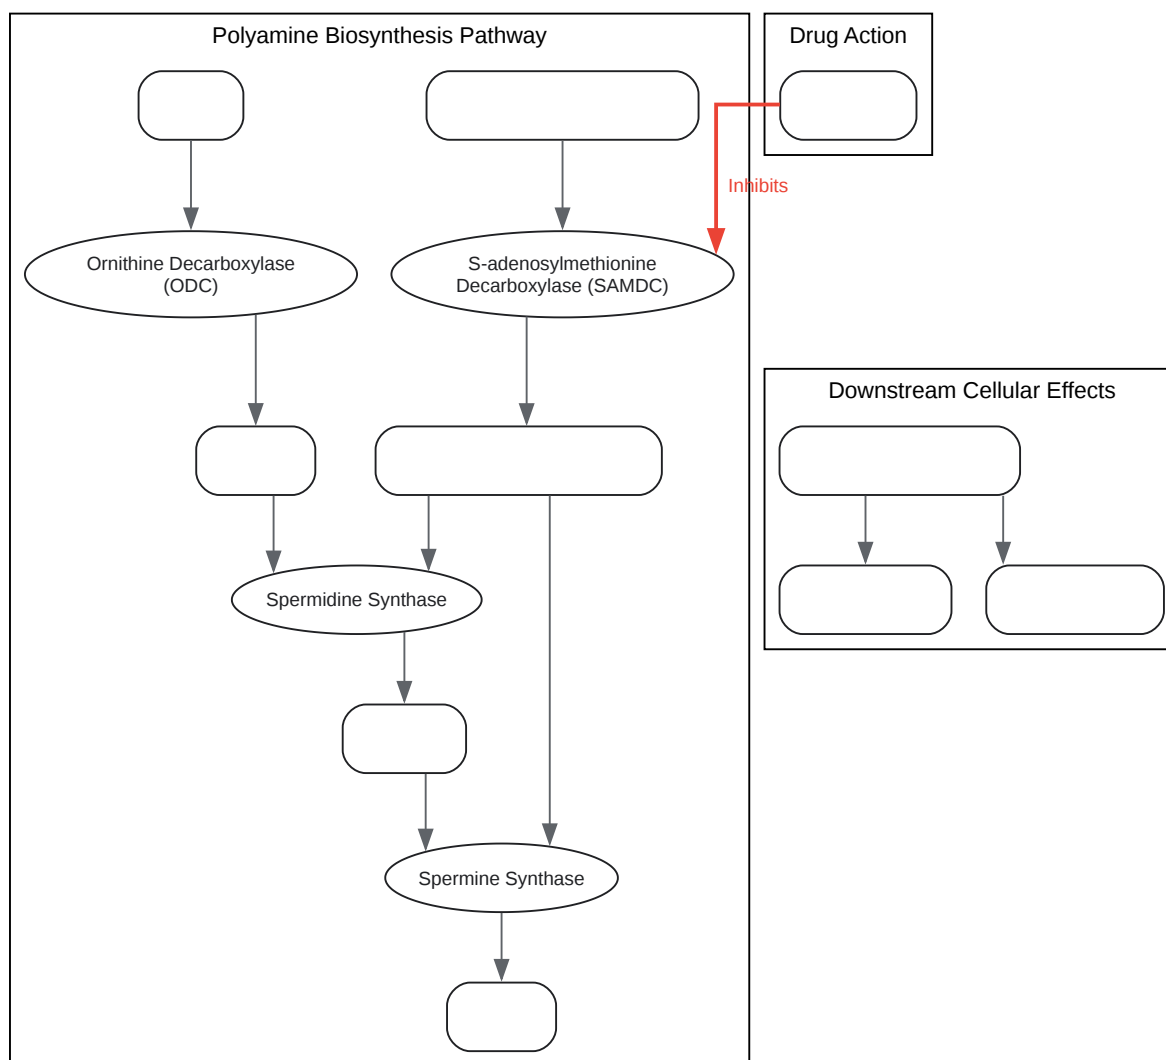 Polyamine Biosynthesis Pathway
Drug Action
Inhibits
Ornithine Decarboxylase
(ODC)
S-adenosylmethionine
Decarboxylase (SAMDC)
Downstream Cellular Effects
Spermidine Synthase
Spermine Synthase